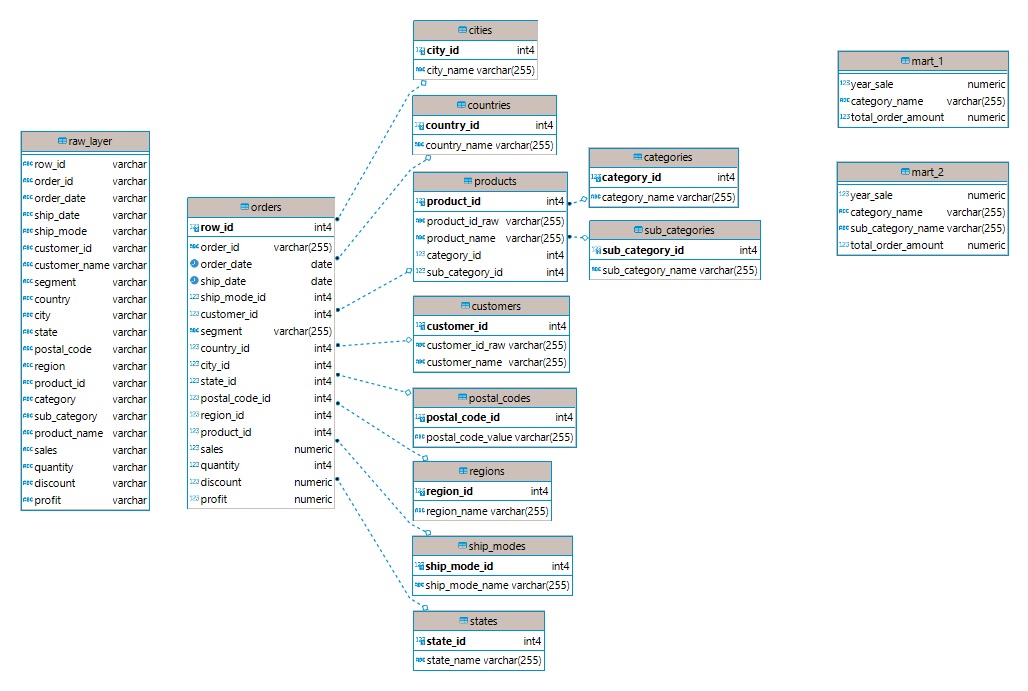 raw_layer
row_id varchar
order_id varchar
order_date varchar
ship_date varchar
ship_mode varchar
customer_id varchar
customer_name varchar
segment varchar
country varchar
city varchar
state varchar
postal_code varchar
region varchar
product_id varchar
category varchar
sub_category varchar
product_name varchar
sales varchar
quantity varchar
discount varchar
profit varchar
orders
row_id int4
order_id varchar(255)
order_date date
ship_date date
ship_mode_id int4
customer_id int4
segment varchar(255)
country_id int4
city_id int4
state_id int4
postal_code_id int4
region_id int4
product_id int4
sales numeric
quantity int4
discount numeric
profit numeric
cities
city_id int4
city_name varchar(255)
countries
country_id int4
country_name varchar(255)
products
product_id int4
product_id_raw varchar(255)
product_name varchar(255)
category_id int4
sub_category_id int4
customers
customer_id int4
customer_id_raw varchar(255)
customer_name varchar(255)
postal_codes
postal_code_id int4
postal_code_value varchar(255)
regions
region_id int4
region_name varchar(255)
ship_modes
ship_mode_id int4
ship_mode_name varchar(255)
states
state_id int4
state_name varchar(255)
categories
category_id int4
category_name varchar(255)
sub_categories
sub_category_id int4
sub_category_name varchar(255)
mart_1
year_sale numeric
category_name varchar(255)
total_order_amount numeric
mart_2
year_sale numeric
category_name varchar(255)
sub_category_name varchar(255)
total_order_amount numeric